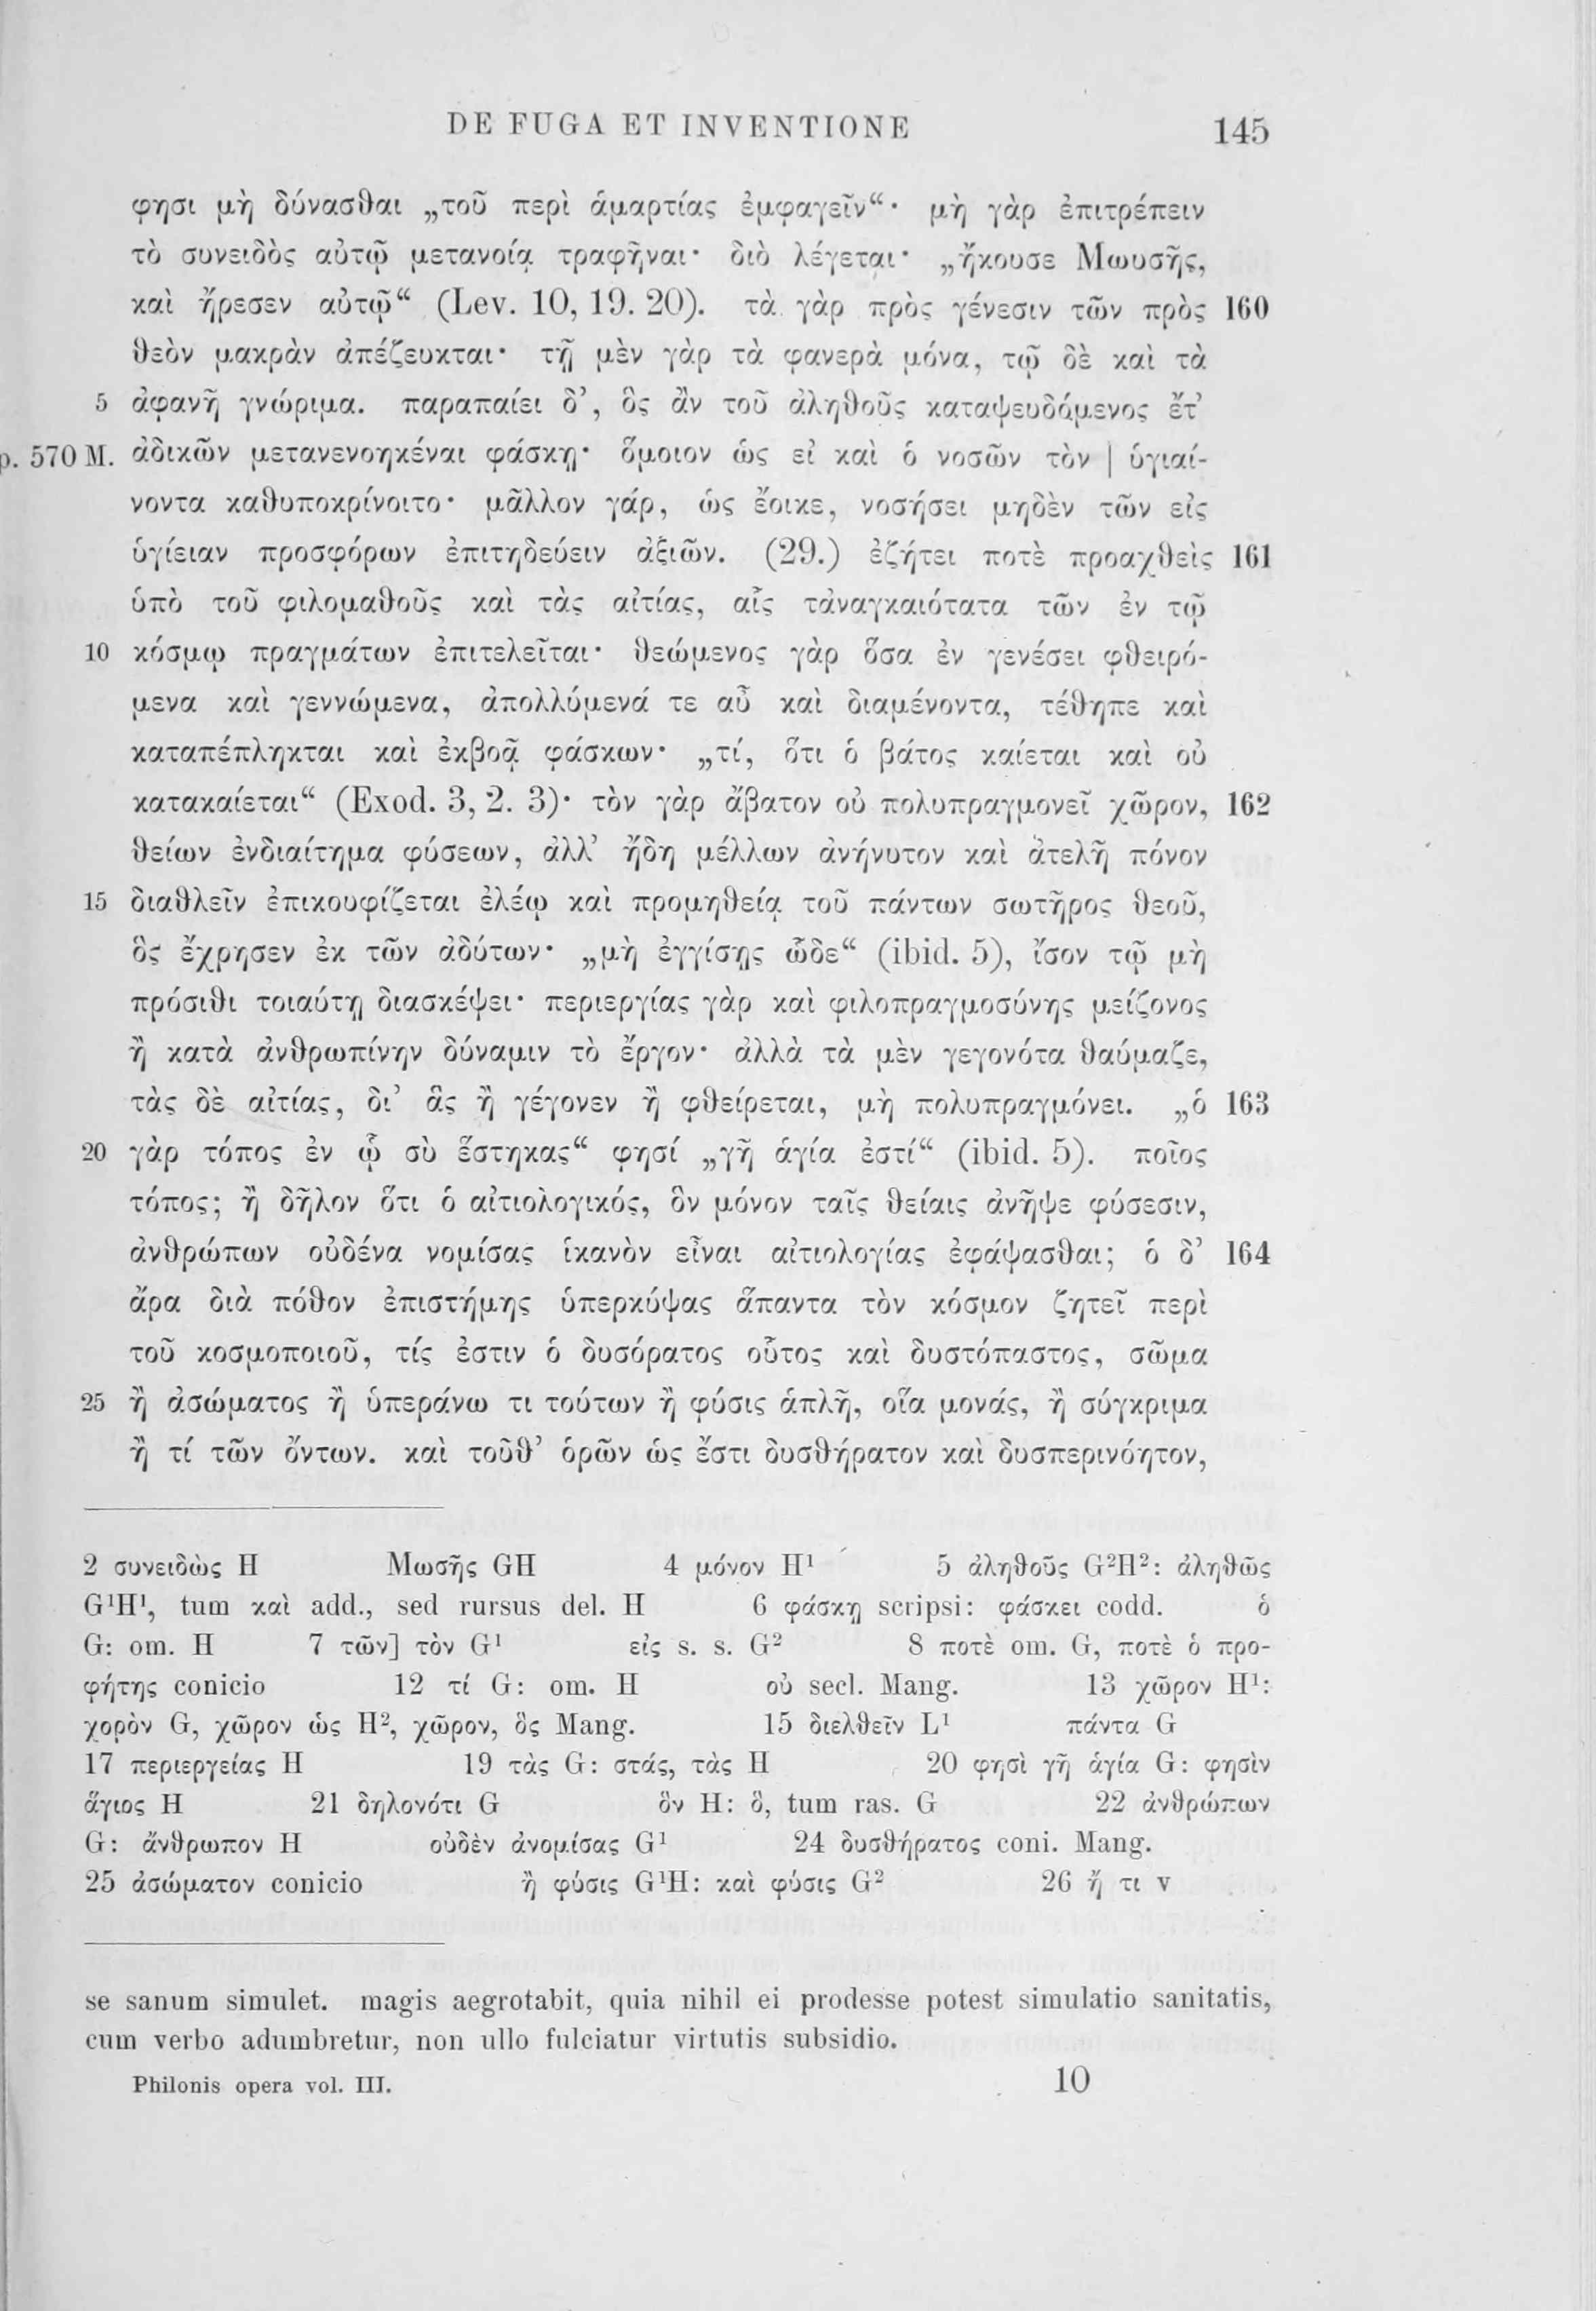 DE FUGA ET INVENTIONE 145
φησι μὴ δύνασθαι „τοῦ περὶ ἁμαρτίας ἐμφαγεῖν“· μὴ γὰρ ἐπιτρέπειν
τὸ συνειδὸς αὐτῷ μετανοίᾳ τραφῆναι· διὸ λέγεται· „ἤκουσε Μωυσῆς,
καὶ ἤρεσεν αὐτῷ“ (Lev. 10, 19. 20). τὰ γὰρ πρὸς γένεσιν τῶν πρὸς 160
θεὸν μακρὰν ἀπέζευκται· τῇ μὲν γὰρ τὰ φανερὰ μόνα, τῷ δὲ καὶ τὰ
5 ἀφανῆ γνώριμα. παραπαίει δ’, ὃς ἂν τοῦ ἀληθοῦς καταψευδόμενος ἔτ’
p. 570 M. ἀδικῶν μετανενοηκέναι φάσκῃ· ὅμοιον ὡς εἰ καὶ ὁ νοσῶν τὸν | ὑγιαί-
νοντα καθυποκρίνοιτο· μᾶλλον γάρ, ὡς ἔοικε, νοσήσει μηδὲν τῶν εἰς
ὑγίειαν προσφόρων ἐπιτηδεύειν ἀξιῶν. (29.) ἐζήτει ποτὲ προαχθεὶς 161
ὑπὸ τοῦ φιλομαθοῦς καὶ τὰς αἰτίας, αἷς τἀναγκαιότατα τῶν ἐν τῷ
10 κόσμῳ πραγμάτων ἐπιτελεῖται· θεώμενος γὰρ ὅσα ἐν γενέσει φθειρό-
μενα καὶ γεννώμενα, ἀπολλύμενά τε αὖ καὶ διαμένοντα, τέθηπε καὶ
καταπέπληκται καὶ ἐκβοᾷ φάσκων· „τί, ὅτι ὁ βάτος καίεται καὶ οὐ
κατακαίεται“ (Exod. 3, 2. 3)· τὸν γὰρ ἄβατον οὐ πολυπραγμονεῖ χῶρον, 162
θείων ἐνδιαίτημα φύσεων, ἀλλ’ ἤδη μέλλων ἀνήνυτον καὶ ἀτελῆ πόνον
15 διαθλεῖν ἐπικουφίζεται ἐλέῳ καὶ προμηθείᾳ τοῦ πάντων σωτῆρος θεοῦ,
ὃς ἔχρησεν ἐκ τῶν ἀδύτων· „μὴ ἐγγίσῃς ὧδε“ (ibid. 5), ἴσον τῷ μὴ
πρόσιθι τοιαύτῃ διασκέψει· περιεργίας γὰρ καὶ φιλοπραγμοσύνης μείζονος
ἢ κατὰ ἀνθρωπίνην δύναμιν τὸ ἔργον· ἀλλὰ τὰ μὲν γεγονότα θαύμαζε,
τὰς δὲ αἰτίας, δι’ ἃς ἢ γέγονεν ἢ φθείρεται, μὴ πολυπραγμόνει. „ὁ 163
20 γὰρ τόπος ἐν ᾧ σὺ ἕστηκας“ φησί „γῆ ἁγία ἐστί“ (ibid. 5). ποῖος
τόπος; ἢ δῆλον ὅτι ὁ αἰτιολογικός, ὃν μόνον ταῖς θείαις ἀνῆψε φύσεσιν,
ἀνθρώπων οὐδένα νομίσας ἱκανὸν εἶναι αἰτιολογίας ἐφάψασθαι; ὁ δ’ 164
ἄρα διὰ πόθον ἐπιστήμης ὑπερκύψας ἅπαντα τὸν κόσμον ζητεῖ περὶ
τοῦ κοσμοποιοῦ, τίς ἐστιν ὁ δυσόρατος οὗτος καὶ δυστόπαστος, σῶμα
25 ἢ ἀσώματος ἢ ὑπεράνω τι τούτων ἢ φύσις ἁπλῆ, οἷα μονάς, ἢ σύγκριμα
ἢ τί τῶν ὄντων. καὶ τοῦθ’ ὁρῶν ὡς ἔστι δυσθήρατον καὶ δυσπερινόητον,
2 συνειδὼς H Μωσῆς GH 4 μόνον H¹ 5 ἀληθοῦς G²H²: ἀληθῶς
G¹H¹, tum καὶ add., sed rursus del. H 6 φάσκῃ scripsi: φάσκει codd. ὁ
G: om. H 7 τῶν] τὸν G¹ εἰς s. s. G² 8 ποτὲ om. G, ποτὲ ὁ προ-
φήτης conicio 12 τί G: om. H οὐ secl. Mang. 13 χῶρον H¹:
χορὸν G, χῶρον ὡς H², χῶρον, ὃς Mang. 15 διελθεῖν L¹ πάντα G
17 περιεργείας H 19 τὰς G: στάς, τὰς H 20 φησὶ γῆ ἁγία G: φησὶν
ἅγιος H 21 δηλονότι G ὃν H: ὅ, tum ras. G 22 ἀνθρώπων
G: ἄνθρωπον H οὐδὲν ἀνομίσας G¹ 24 δυσθήρατος coni. Mang.
25 ἀσώματον conicio ἢ φύσις G¹H: καὶ φύσις G² 26 ἤ τι v
se sanum simulet. magis aegrotabit, quia nihil ei prodesse potest simulatio sanitatis,
cum verbo adumbretur, non ullo fulciatur virtutis subsidio.
Philonis opera vol. III. 10